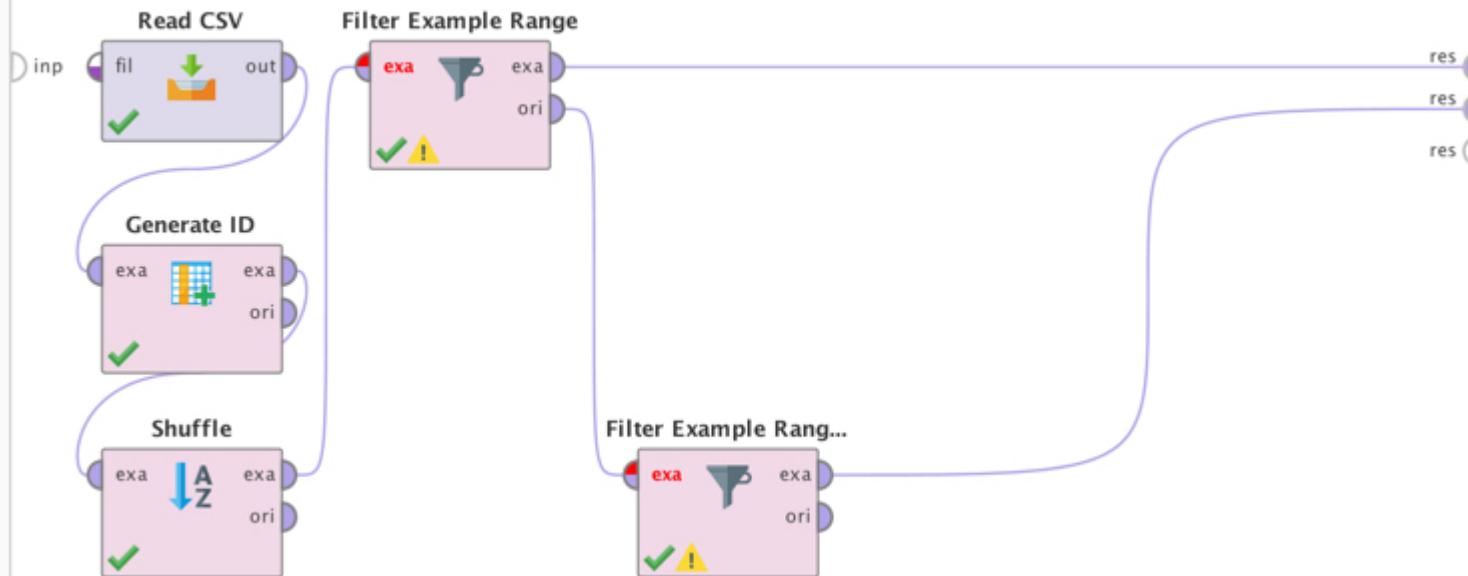 Read CSV
Filter Example Range
inp
fil
out
exa
exa
ori
res
res
res
Generate ID
exa
exa
ori
Shuffle
exa
A
Z
exa
ori
Filter Example Rang...
exa
exa
ori